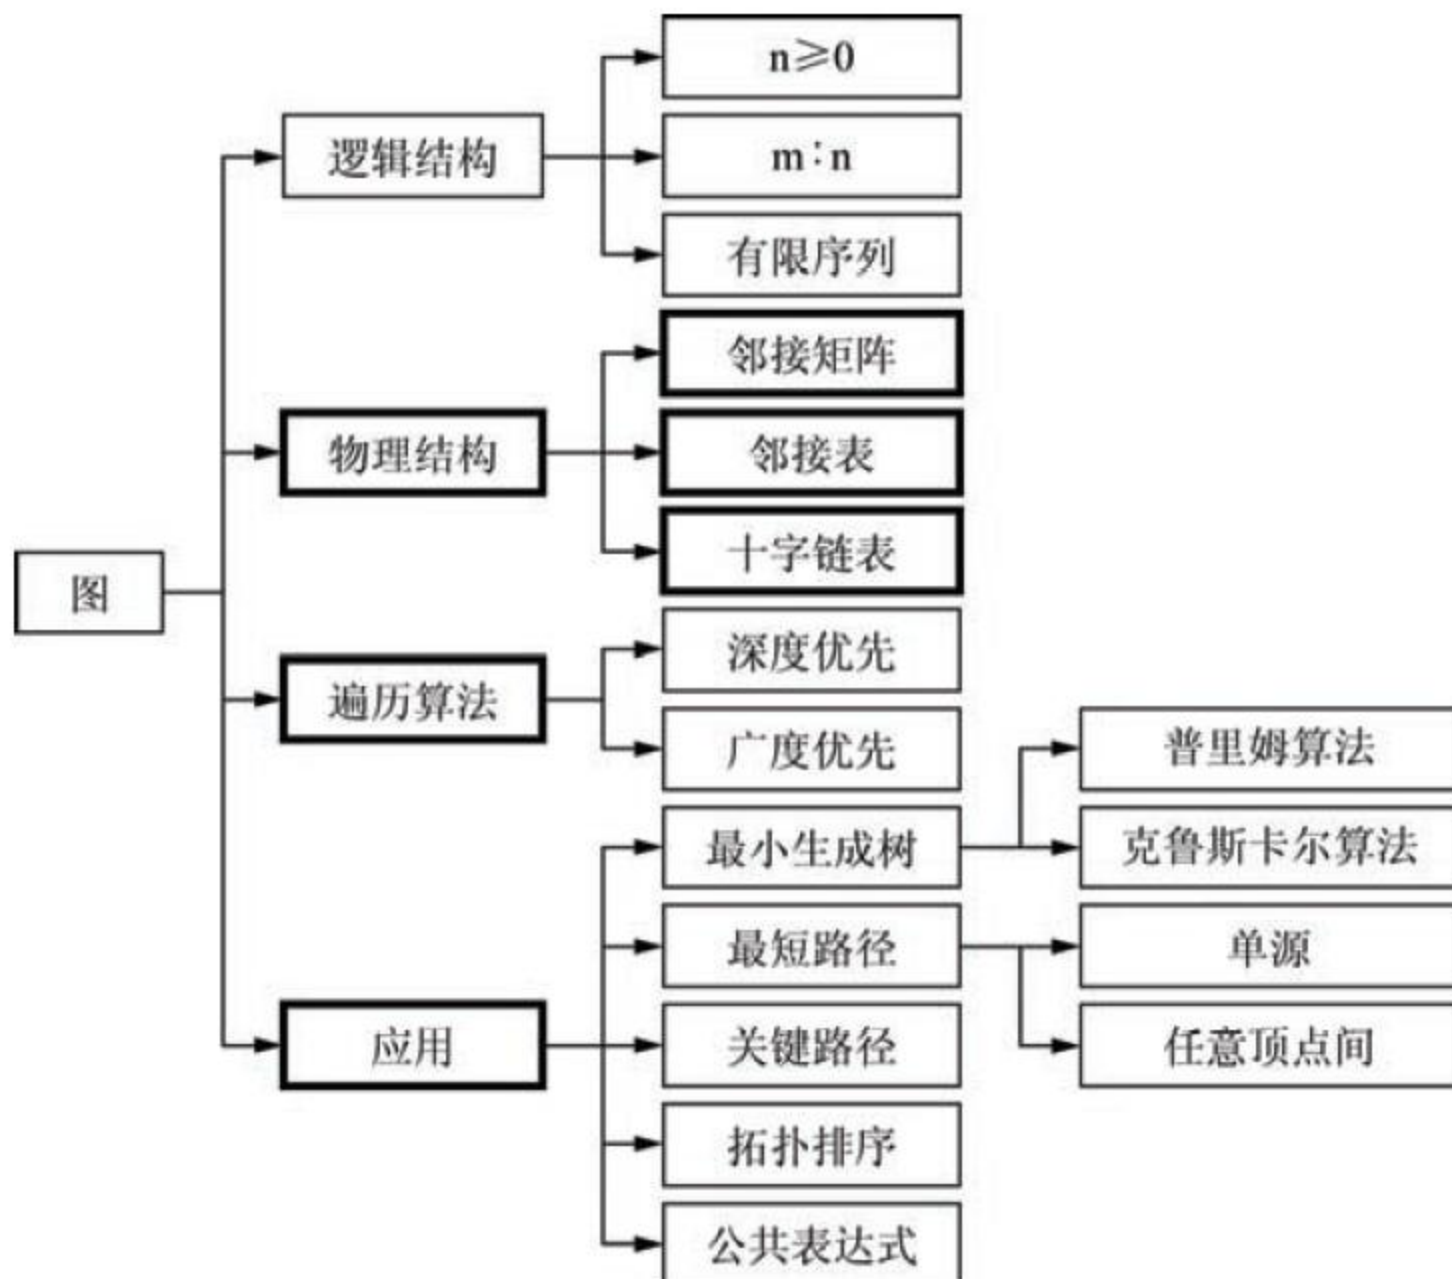 图
逻辑结构
n≥0
m∶n
有限序列
物理结构
邻接矩阵
邻接表
十字链表
遍历算法
深度优先
广度优先
应用
最小生成树
普里姆算法
克鲁斯卡尔算法
最短路径
单源
任意顶点间
关键路径
拓扑排序
公共表达式